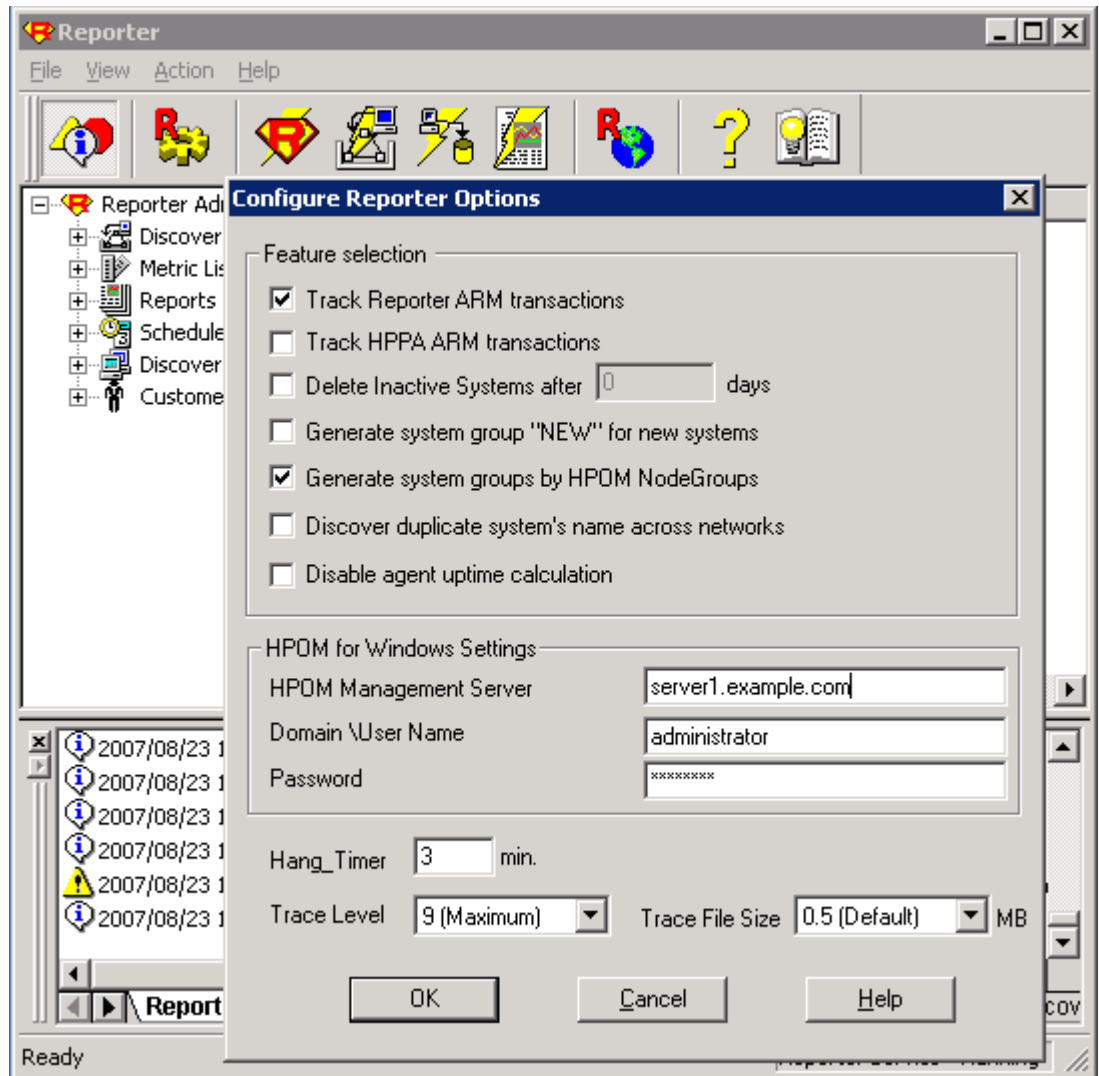 Reporter
File View Action Help
Reporter
Discover
Metric
Reports
Schedule
Discover
Configure Reporter Options
Feature selection
Track Reporter ARM transactions
Track HPPA ARM transactions
Delete Inactive Systems after 0 days
Generate system group "NEW" for new systems
Generate system groups by HPOM NodeGroups
Discover duplicate system's name across networks
Disable agent uptime calculation
HPOM for Windows Settings
HPOM Management Server server1.example.com
Domain \User Name administrator
Password ********
Hang_Timer 3 min.
Trace Level 9 (Maximum) Trace File Size 0.5 (Default) MB
OK Cancel Help
2007/08/23 1
2007/08/23 1
2007/08/23 1
2007/08/23 1
2007/08/23 1
2007/08/23 1
Report
Ready